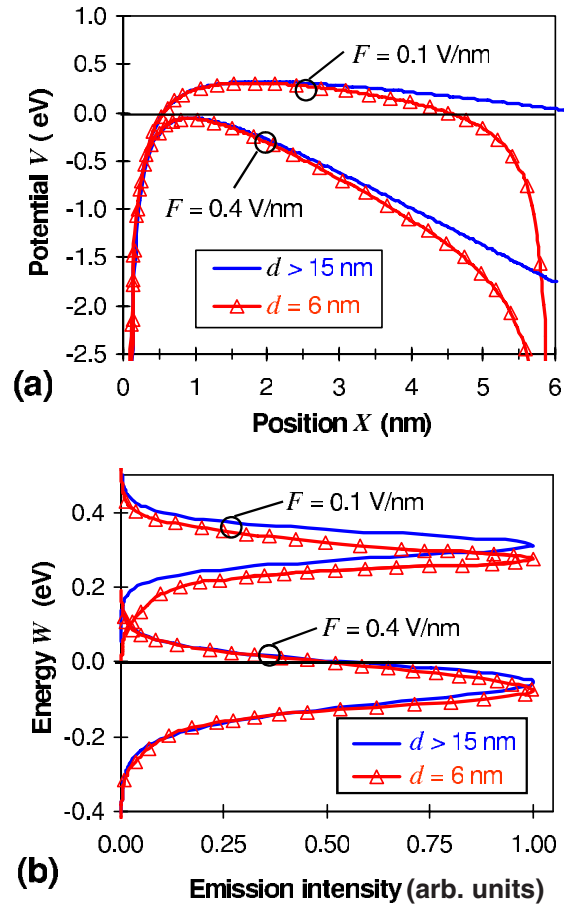 1.0
F = 0.1 V/nm
0.5
0.0
-0.5
F = 0.4 V/nm
-1.0
-1.5
d > 15 nm
-2.0
d = 6 nm
-2.5
Potential V ( eV)
0 1 2 3 4 5 6
(a)
Position X (nm)
F = 0.1 V/nm
0.4
0.2
F = 0.4 V/nm
0.0
-0.2
d > 15 nm
d = 6 nm
-0.4
Energy W (eV)
0.00 0.25 0.50 0.75 1.00
(b)
Emission intensity (arb. units)